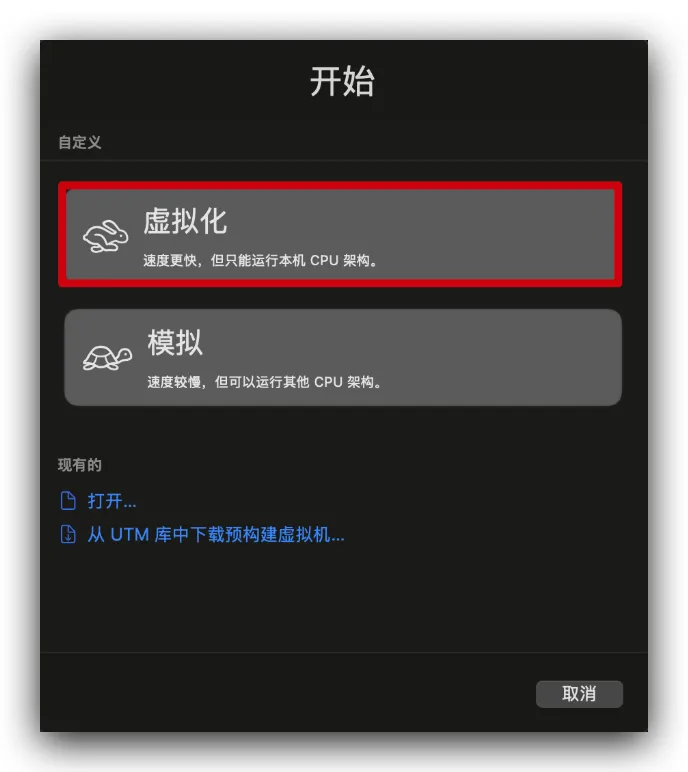 开始
自定义
虚拟化
速度更快，但只能运行本机 CPU 架构。
模拟
速度较慢，但可以运行其他 CPU 架构。
现有的
打开...
从 UTM 库中下载预构建虚拟机...
取消